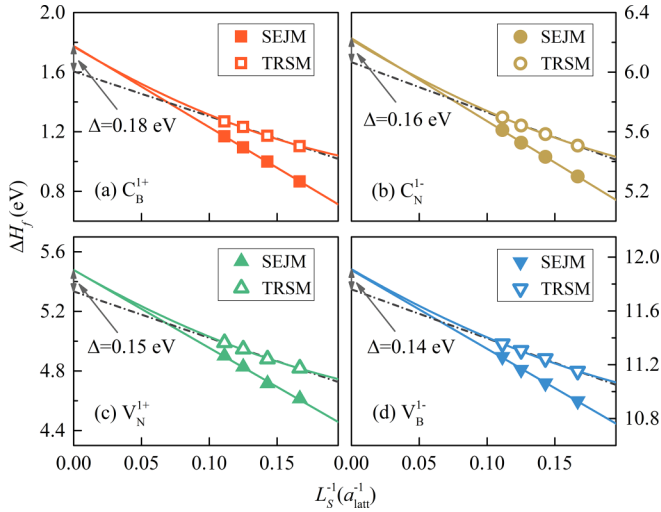 2.0
1.6
1.2
0.8
SEJM
TRSM
Δ=0.18 eV
(a) C_B^{1+}
6.4
6.0
5.6
5.2
SEJM
TRSM
Δ=0.16 eV
(b) C_N^{1-}
ΔH_f (eV)
5.6
5.2
4.8
4.4
SEJM
TRSM
Δ=0.15 eV
(c) V_N^{1+}
0.00 0.05 0.10 0.15
12.0
11.6
11.2
10.8
SEJM
TRSM
Δ=0.14 eV
(d) V_B^{1-}
0.00 0.05 0.10 0.15
L_S^{-1}(a_{latt}^{-1})